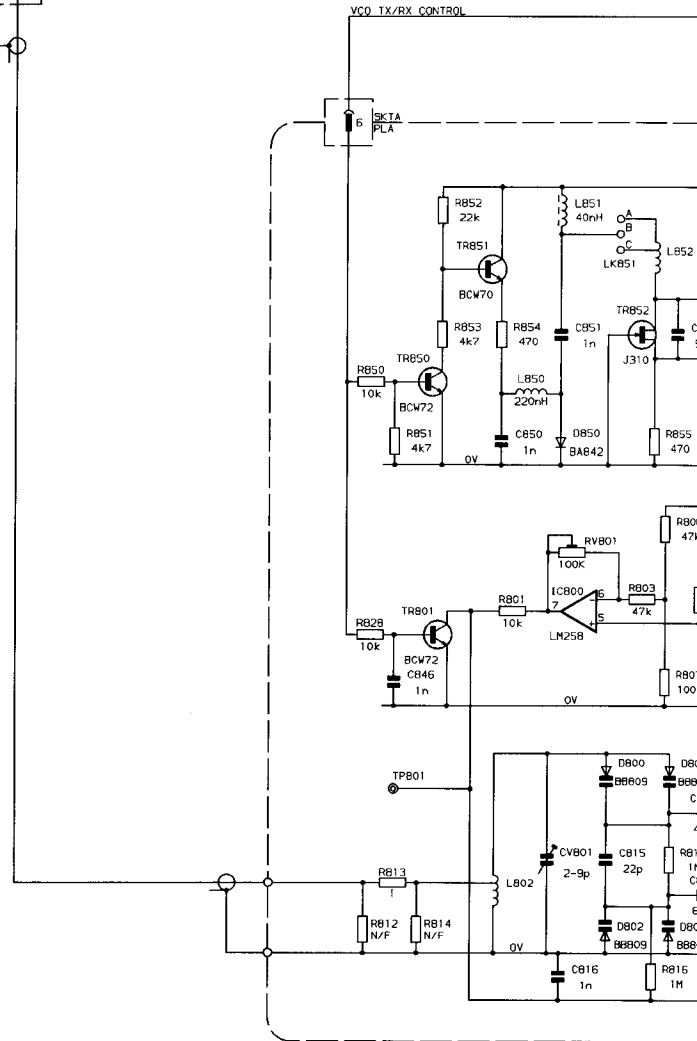 VCO TX/RX CONTROL
6
SKTA
PLA
R852
22k
L851
40nH
A
B
C
LK851
L852
TR851
BCW70
TR852
J310
R853
4k7
R854
470
C851
1n
TR850
BCW72
R850
10k
L850
220nH
R851
4k7
C850
1n
D850
BA842
R855
470
0V
RV801
100K
IC800
7
6
5
LM258
R803
47k
R801
10k
TR801
BCW72
R828
10k
C846
1n
0V
TP801
D800
BB809
CV801
2-9p
C815
22p
R813
1
L802
R812
N/F
R814
N/F
D802
BB809
0V
C816
1n
R816
1M